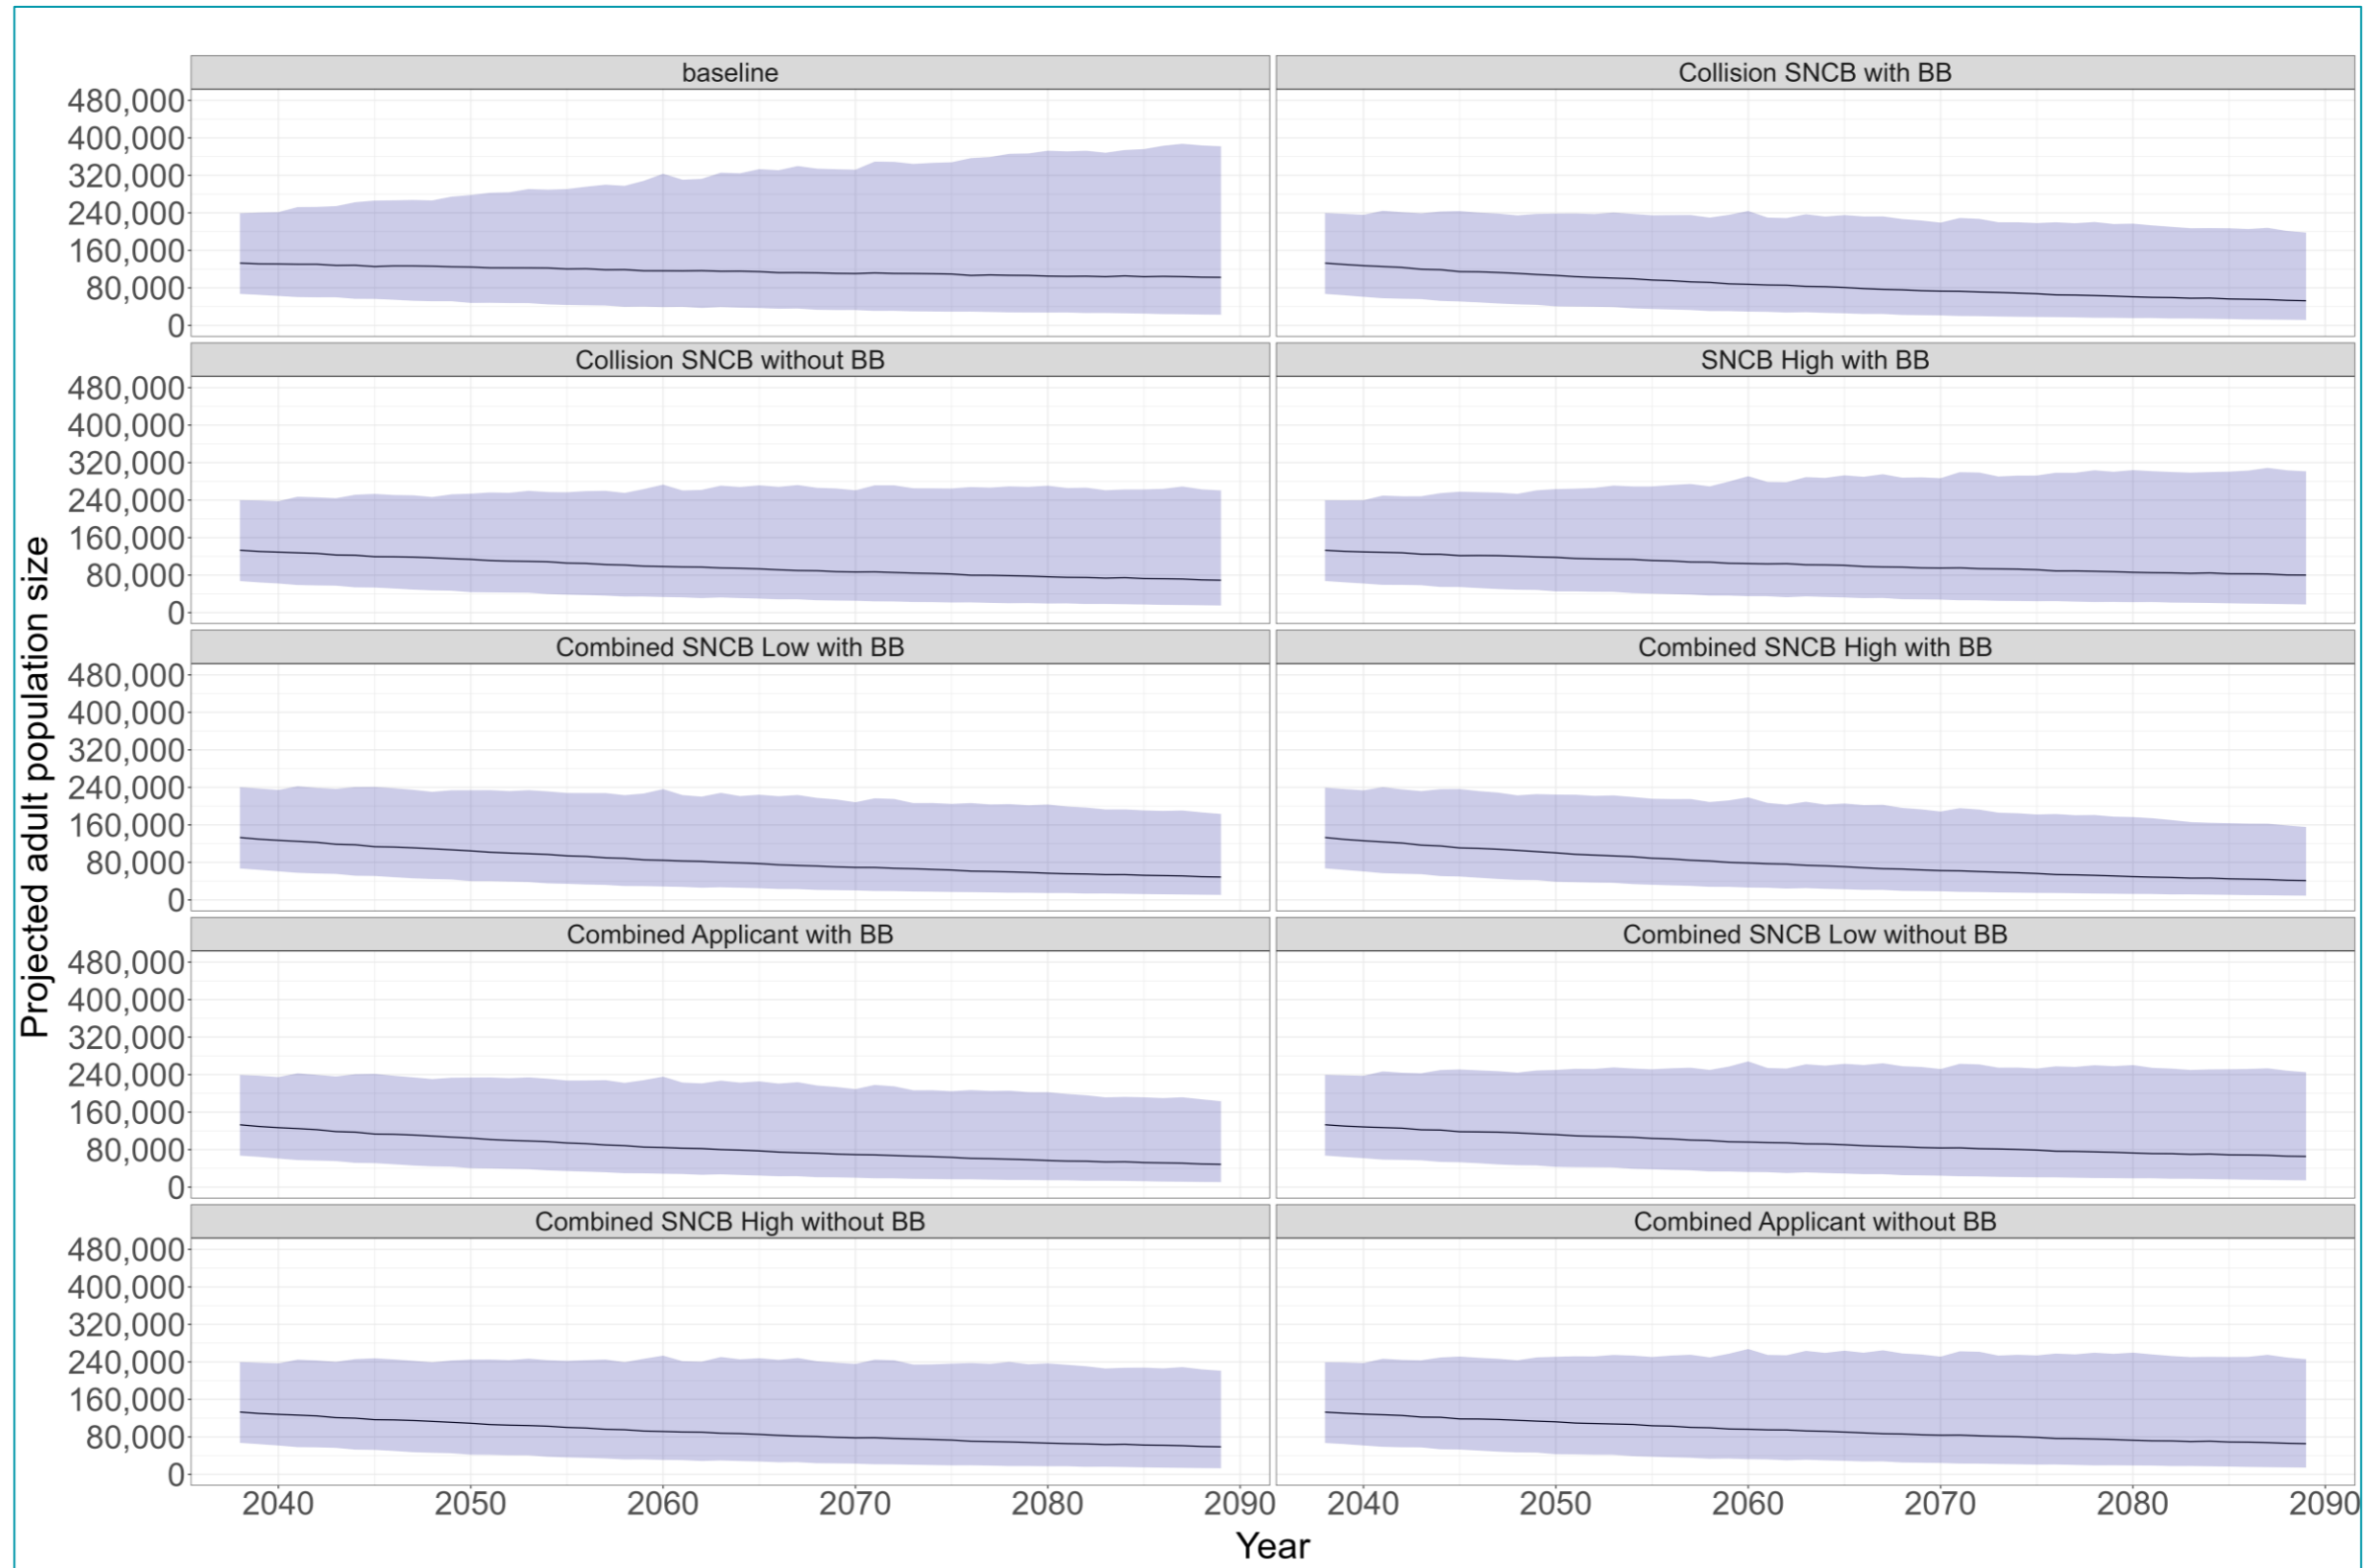 baseline
Collision SNCB with BB
480,000
400,000
320,000
240,000
160,000
80,000
0
Collision SNCB without BB
SNCB High with BB
480,000
400,000
320,000
240,000
160,000
80,000
0
Combined SNCB Low with BB
Combined SNCB High with BB
480,000
400,000
320,000
240,000
160,000
80,000
0
Combined Applicant with BB
Combined SNCB Low without BB
480,000
400,000
320,000
240,000
160,000
80,000
0
Combined SNCB High without BB
Combined Applicant without BB
480,000
400,000
320,000
240,000
160,000
80,000
0
Projected adult population size
2040 2050 2060 2070 2080 2090 2040 2050 2060 2070 2080 2090
Year